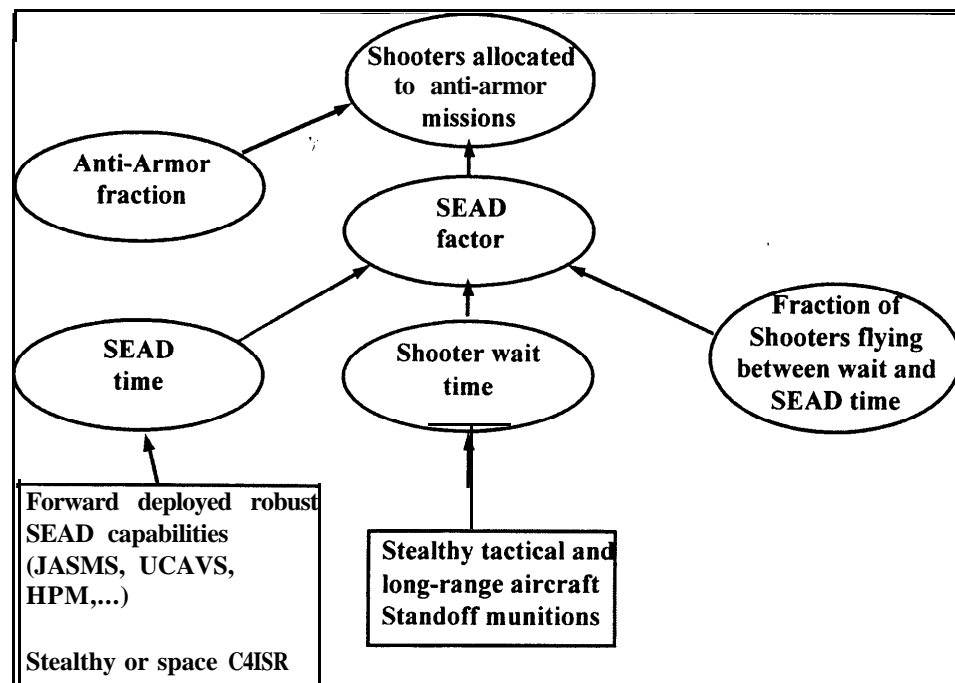 Shooters allocated
to anti-armor
missions
Anti-Armor
fraction
SEAD
factor
SEAD
time
Shooter wait
time
Fraction of
Shooters flying
between wait and
SEAD time
Forward deployed robust
SEAD capabilities
(JASMS, UCAVS,
HPM,...)
Stealthy or space C4ISR
Stealthy tactical and
long-range aircraft
Standoff munitions